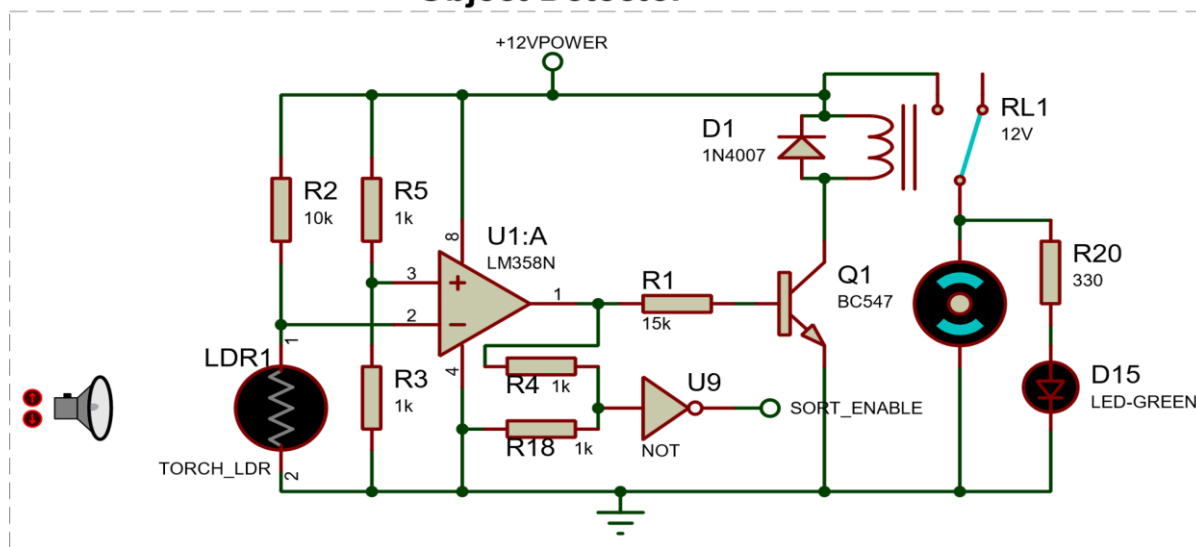 +12VPOWER
R2
10k
R5
1k
D1
1N4007
RL1
12V
8
U1:A
LM358N
3
+
2
−
1
4
R1
15k
Q1
BC547
R20
330
1
LDR1
TORCH_LDR
2
R3
1k
R4
1k
R18
1k
U9
NOT
SORT_ENABLE
D15
LED-GREEN